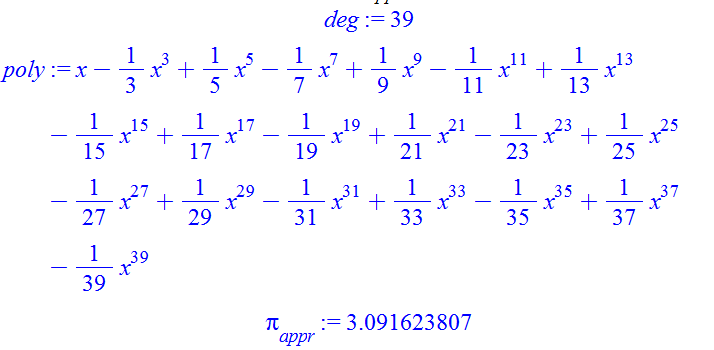 deg := 39
poly := x − 1/3 x^3 + 1/5 x^5 − 1/7 x^7 + 1/9 x^9 − 1/11 x^11 + 1/13 x^13
− 1/15 x^15 + 1/17 x^17 − 1/19 x^19 + 1/21 x^21 − 1/23 x^23 + 1/25 x^25
− 1/27 x^27 + 1/29 x^29 − 1/31 x^31 + 1/33 x^33 − 1/35 x^35 + 1/37 x^37
− 1/39 x^39
π_appr := 3.091623807